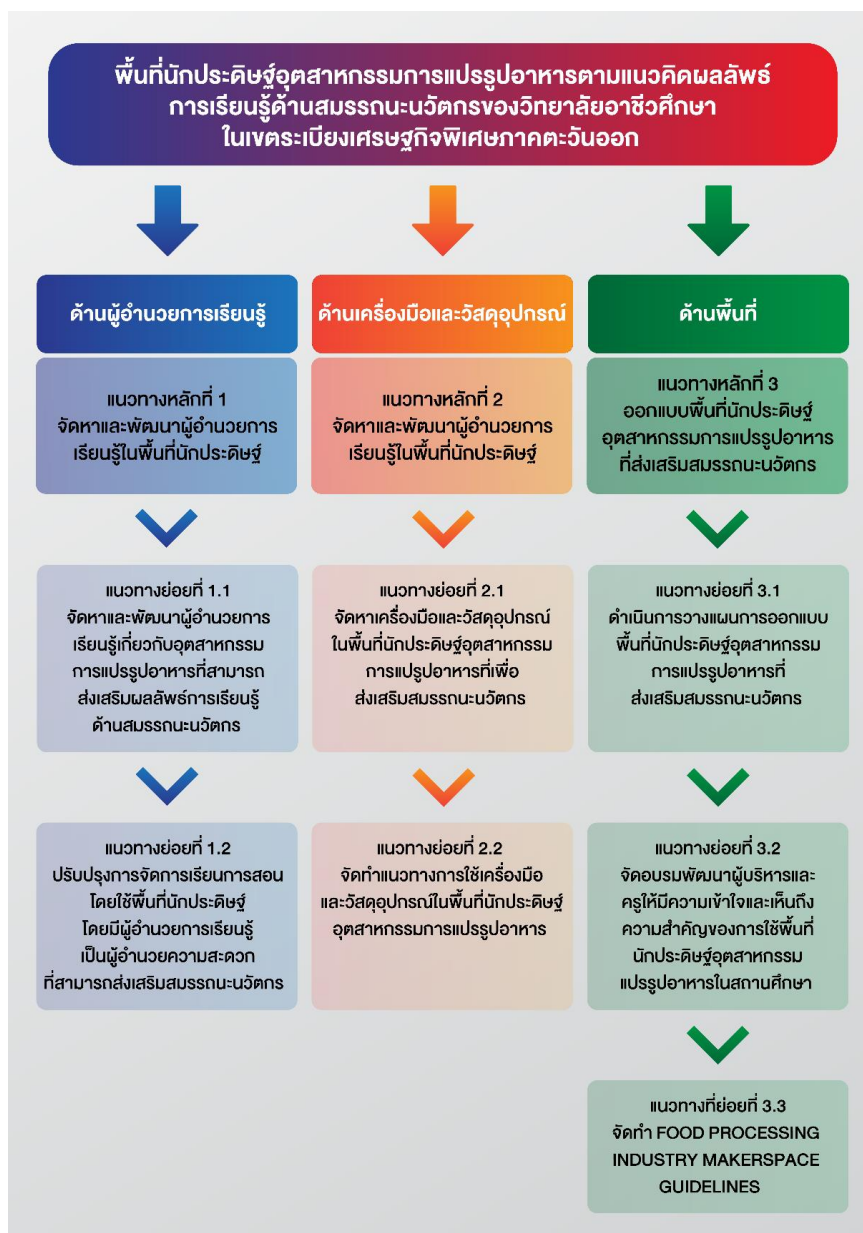 พื้นที่นักประดิษฐ์อุตสาหกรรมการแปรรูปอาหารตามแนวคิดผลลัพธ์
การเรียนรู้ด้านสมรรถนะนวัตกรของวิทยาลัยอาชีวศึกษา
ในเขตระเบียงเศรษฐกิจพิเศษภาคตะวันออก
ด้านผู้อำนวยการเรียนรู้
แนวทางหลักที่ 1
จัดหาและพัฒนาผู้อำนวยการ
เรียนรู้ในพื้นที่นักประดิษฐ์
แนวทางย่อยที่ 1.1
จัดหาและพัฒนาผู้อำนวยการ
เรียนรู้เกี่ยวกับอุตสาหกรรม
การแปรรูปอาหารที่สามารถ
ส่งเสริมผลลัพธ์การเรียนรู้
ด้านสมรรถนะนวัตกร
แนวทางย่อยที่ 1.2
ปรับปรุงการจัดการเรียนการสอน
โดยใช้พื้นที่นักประดิษฐ์
โดยมีผู้อำนวยการเรียนรู้
เป็นผู้อำนวยความสะดวก
ที่สามารถส่งเสริมสมรรถนะนวัตกร
ด้านเครื่องมือและวัสดุอุปกรณ์
แนวทางหลักที่ 2
จัดหาและพัฒนาผู้อำนวยการ
เรียนรู้ในพื้นที่นักประดิษฐ์
แนวทางย่อยที่ 2.1
จัดหาเครื่องมือและวัสดุอุปกรณ์
ในพื้นที่นักประดิษฐ์อุตสาหกรรม
การแปรูปอาหารที่เพื่อ
ส่งเสริมสมรรถนะนวัตกร
แนวทางย่อยที่ 2.2
จัดทำแนวทางการใช้เครื่องมือ
และวัสดุอุปกรณ์ในพื้นที่นักประดิษฐ์
อุตสาหกรรมการแปรรูปอาหาร
ด้านพื้นที่
แนวทางหลักที่ 3
ออกแบบพื้นที่นักประดิษฐ์
อุตสาหกรรมการแปรรูปอาหาร
ที่ส่งเสริมสมรรถนะนวัตกร
แนวทางย่อยที่ 3.1
ดำเนินการวางแผนการออกแบบ
พื้นที่นักประดิษฐ์อุตสาหกรรม
การแปรรูปอาหารที่
ส่งเสริมสมรรถนะนวัตกร
แนวทางย่อยที่ 3.2
จัดอบรมพัฒนาผู้บริหารและ
ครูให้มีความเข้าใจและเห็นถึง
ความสำคัญของการใช้พื้นที่
นักประดิษฐ์อุตสาหกรรม
แปรรูปอาหารในสถานศึกษา
แนวทางที่ย่อยที่ 3.3
จัดทำ FOOD PROCESSING
INDUSTRY MAKERSPACE
GUIDELINES